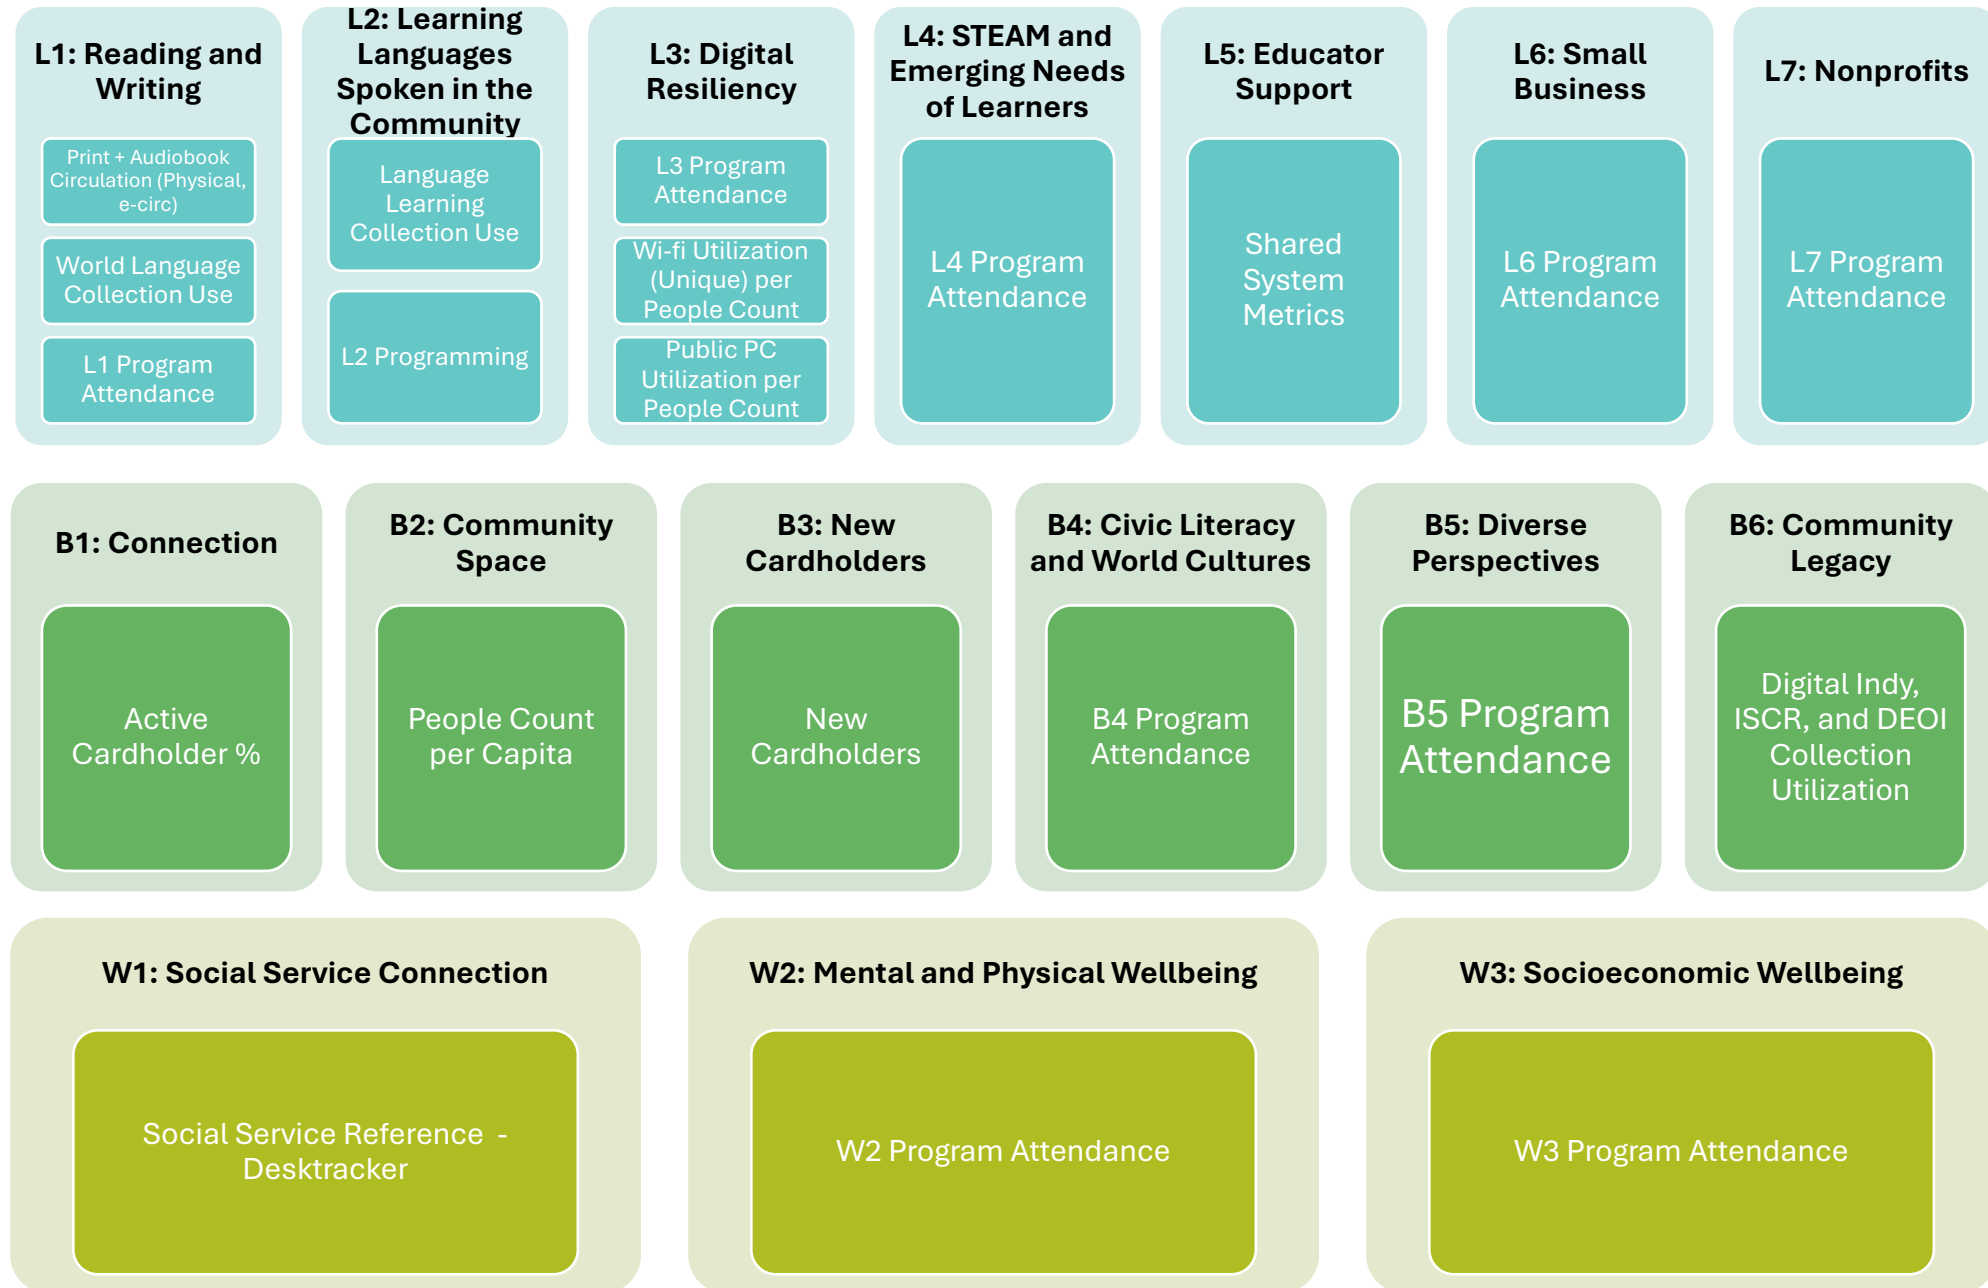 L1: Reading and
Writing
Print + Audiobook
Circulation (Physical,
e-circ)
World Language
Collection Use
L1 Program
Attendance
L2: Learning
Languages
Spoken in the
Community
Language
Learning
Collection Use
L2 Programming
L3: Digital
Resiliency
L3 Program
Attendance
Wi-fi Utilization
(Unique) per
People Count
Public PC
Utilization per
People Count
L4: STEAM and
Emerging Needs
of Learners
L4 Program
Attendance
L5: Educator
Support
Shared
System
Metrics
L6: Small
Business
L6 Program
Attendance
L7: Nonprofits
L7 Program
Attendance
B1: Connection
Active
Cardholder %
B2: Community
Space
People Count
per Capita
B3: New
Cardholders
New
Cardholders
B4: Civic Literacy
and World Cultures
B4 Program
Attendance
B5: Diverse
Perspectives
B5 Program
Attendance
B6: Community
Legacy
Digital Indy,
ISCR, and DEOI
Collection
Utilization
W1: Social Service Connection
Social Service Reference -
Desktracker
W2: Mental and Physical Wellbeing
W2 Program Attendance
W3: Socioeconomic Wellbeing
W3 Program Attendance